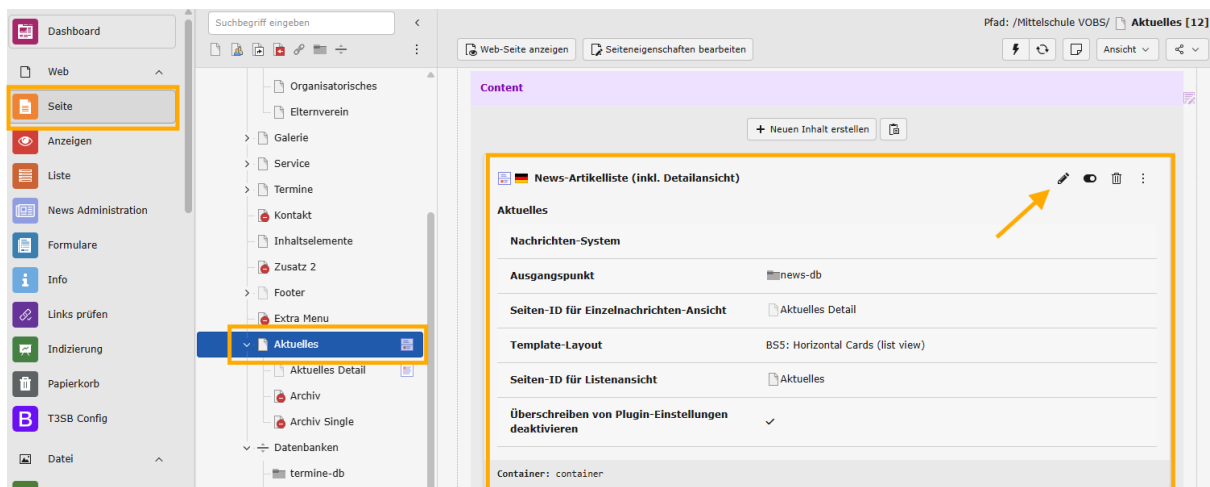 Dashboard
Web
Seite
Anzeigen
Liste
News Administration
Formulare
Info
Links prüfen
Indizierung
Papierkorb
T3SB Config
Datei
Suchbegriff eingeben
Organisatorisches
Elternverein
Galerie
Service
Termine
Kontakt
Inhaltselemente
Zusatz 2
Footer
Extra Menu
Aktuelles
Aktuelles Detail
Archiv
Archiv Single
Datenbanken
termine-db
Pfad: /Mittelschule VOBS/ Aktuelles [12]
Web-Seite anzeigen Seiteneigenschaften bearbeiten Ansicht
Content
+ Neuen Inhalt erstellen
News-Artikelliste (inkl. Detailansicht)
Aktuelles
Nachrichten-System
Ausgangspunkt news-db
Seiten-ID für Einzelnachrichten-Ansicht Aktuelles Detail
Template-Layout BS5: Horizontal Cards (list view)
Seiten-ID für Listenansicht Aktuelles
Überschreiben von Plugin-Einstellungen
deaktivieren
Container: container